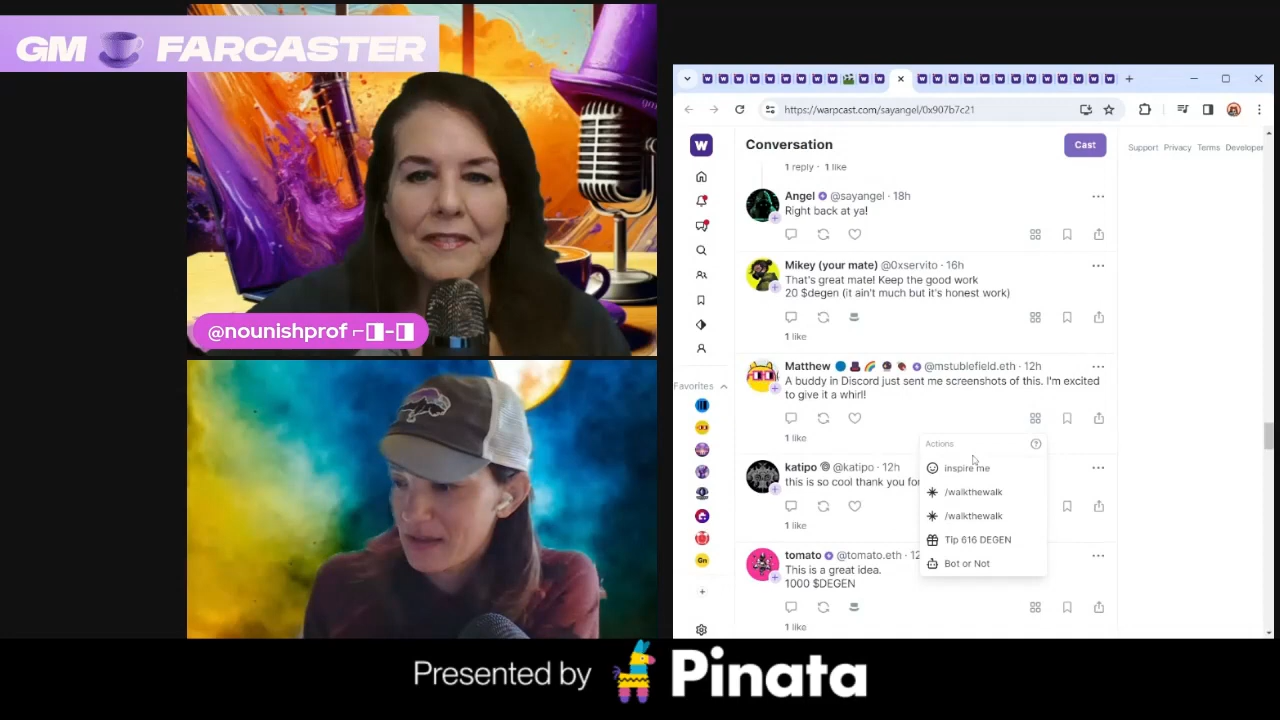 GM FARCASTER
@nounishprof ⌐◨-◨
https://warpcast.com/sayangel/0x907b7c21
W
Conversation
Cast
Support Privacy Terms Developer
1 reply · 1 like
Angel @sayangel · 18h
Right back at ya!
Mikey (your mate) @0xservito · 16h
That's great mate! Keep the good work
20 $degen (it ain't much but it's honest work)
1 like
Matthew @mstublefield.eth · 12h
A buddy in Discord just sent me screenshots of this. I'm excited
to give it a whirl!
1 like
Favorites
Actions
inspire me
/walkthewalk
/walkthewalk
Tip 616 DEGEN
Bot or Not
katipo @katipo · 12h
this is so cool thank you for
1 like
tomato @tomato.eth · 12
This is a great idea.
1000 $DEGEN
1 like
Gn
Presented by Pinata